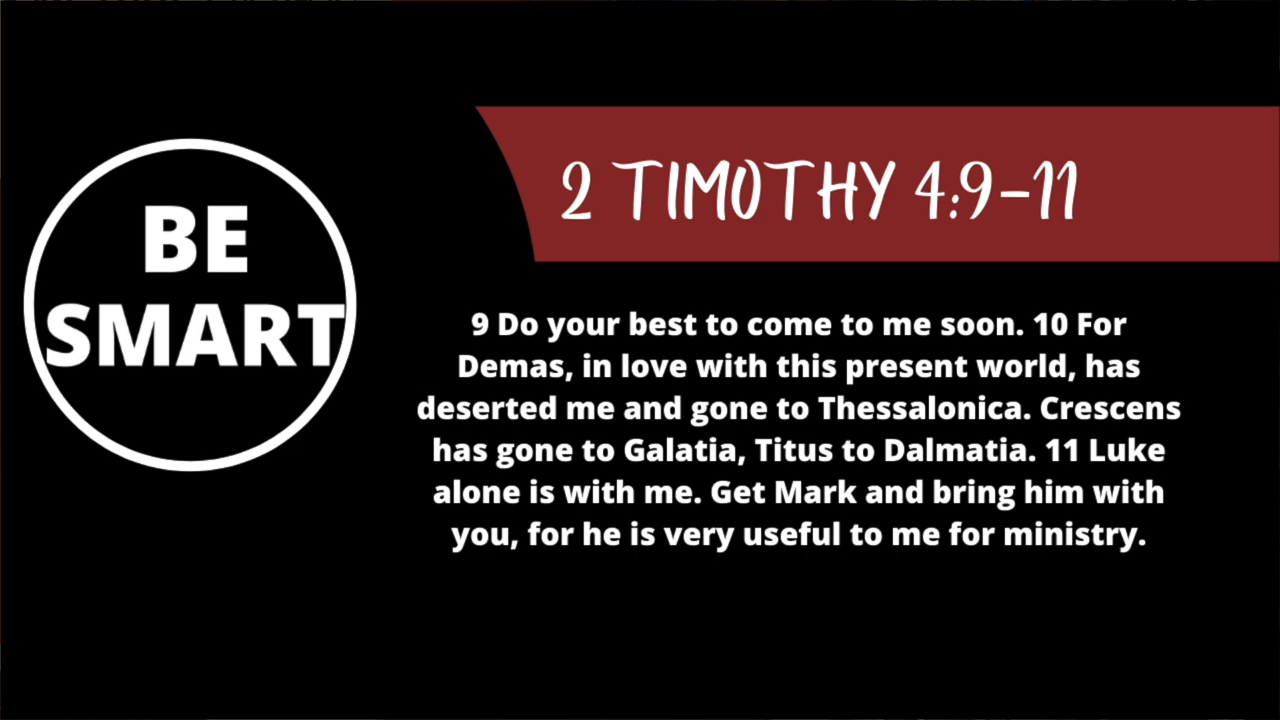 BE
SMART
2 TIMOTHY 4:9-11
9 Do your best to come to me soon. 10 For
Demas, in love with this present world, has
deserted me and gone to Thessalonica. Crescens
has gone to Galatia, Titus to Dalmatia. 11 Luke
alone is with me. Get Mark and bring him with
you, for he is very useful to me for ministry.